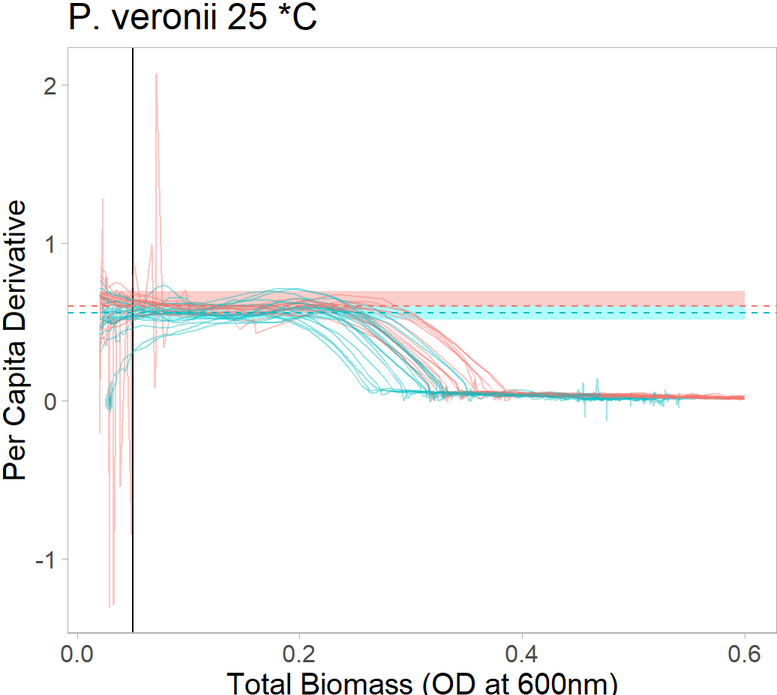 P. veronii 25 *C
2
1
0
-1
Per Capita Derivative
0.0 0.2 0.4 0.6
Total Biomass (OD at 600nm)